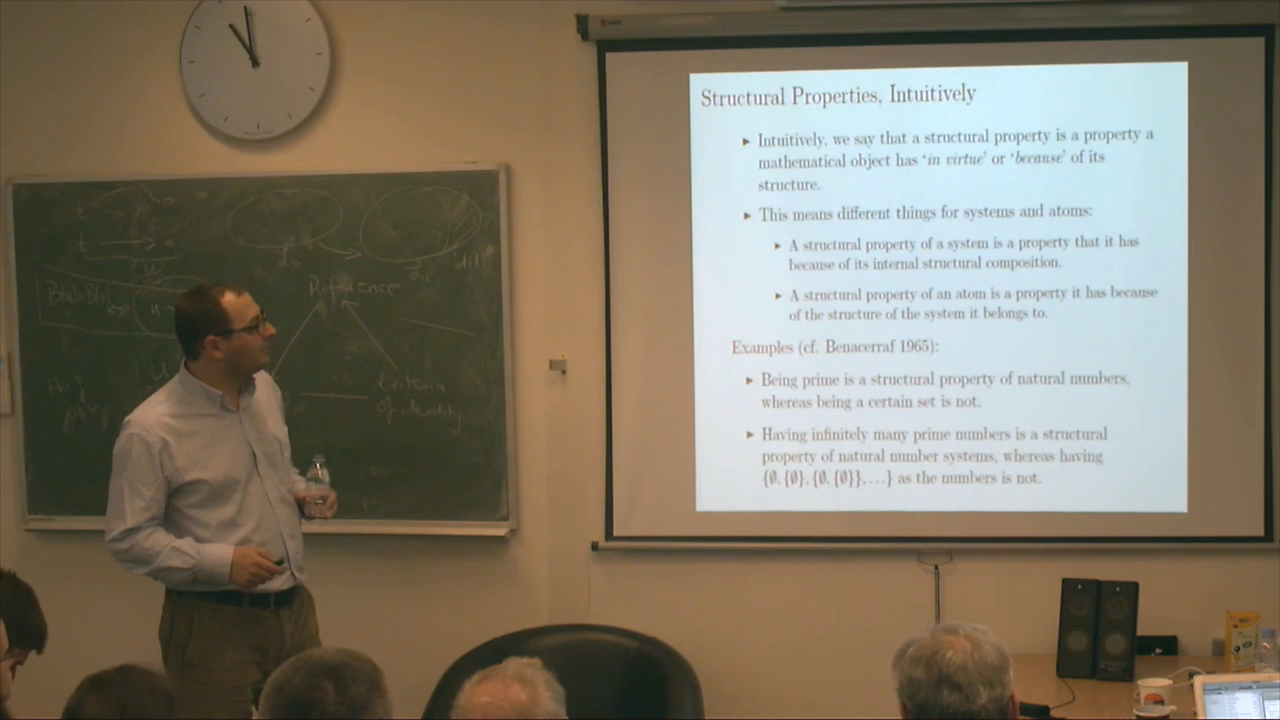 Structural Properties, Intuitively
▸ Intuitively, we say that a structural property is a property a
mathematical object has 'in virtue' or 'because' of its
structure.
▸ This means different things for systems and atoms:
▸ A structural property of a system is a property that it has
because of its internal structural composition.
▸ A structural property of an atom is a property it has because
of the structure of the system it belongs to.
Examples (cf. Benacerraf 1965):
▸ Being prime is a structural property of natural numbers,
whereas being a certain set is not.
▸ Having infinitely many prime numbers is a structural
property of natural number systems, whereas having
{∅, {∅}, {∅, {∅}}, . . .} as the numbers is not.
Reference
Criteria
of identity